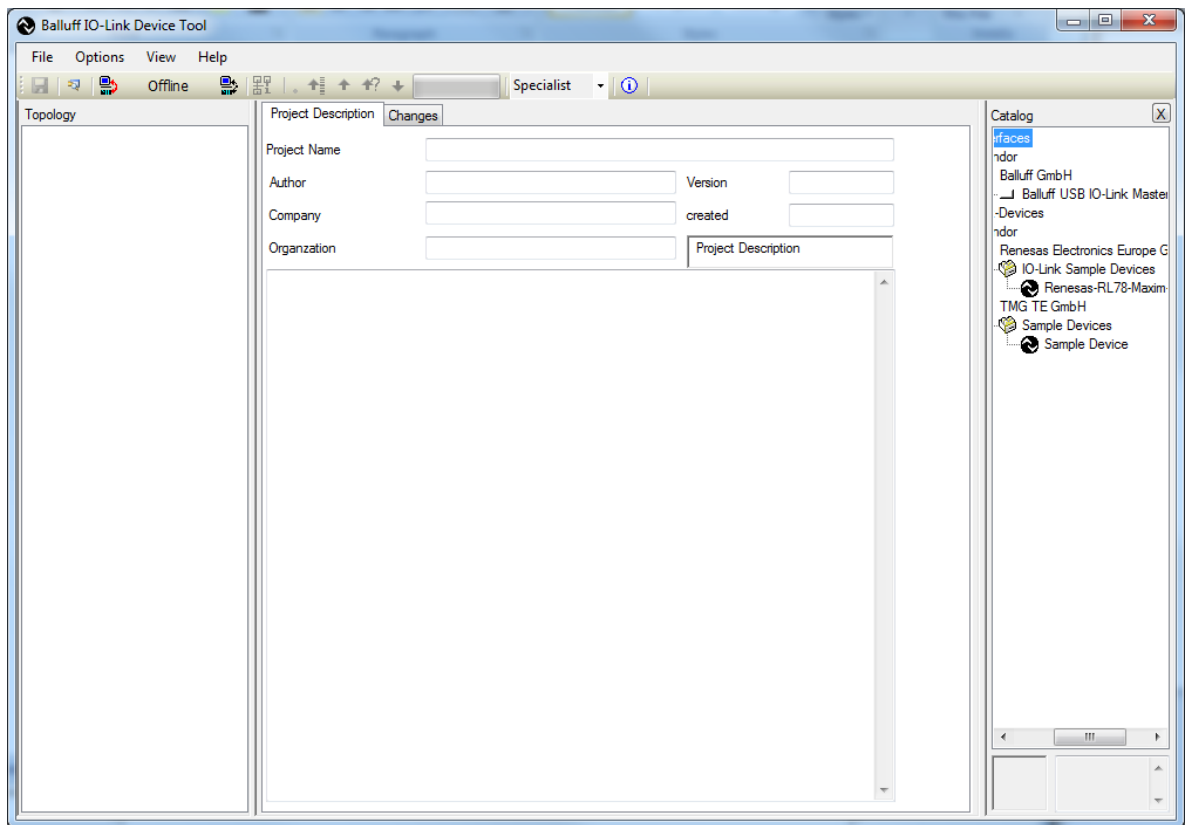 Balluff IO-Link Device Tool
File Options View Help
Offline Specialist
Topology
Project Description Changes
Project Name
Author Version
Company created
Organzation Project Description
Catalog
erfaces
ndor
Balluff GmbH
Balluff USB IO-Link Master
-Devices
ndor
Renesas Electronics Europe G
IO-Link Sample Devices
Renesas-RL78-Maxim-
TMG TE GmbH
Sample Devices
Sample Device